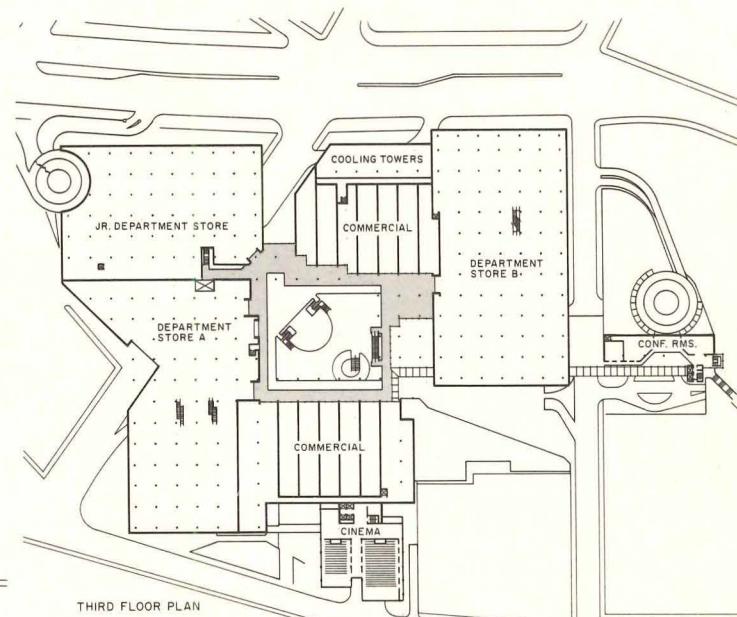 COOLING TOWERS
JR. DEPARTMENT STORE
COMMERCIAL
DEPARTMENT
STORE B
DEPARTMENT
STORE A
CONF. RMS.
COMMERCIAL
CINEMA
THIRD FLOOR PLAN